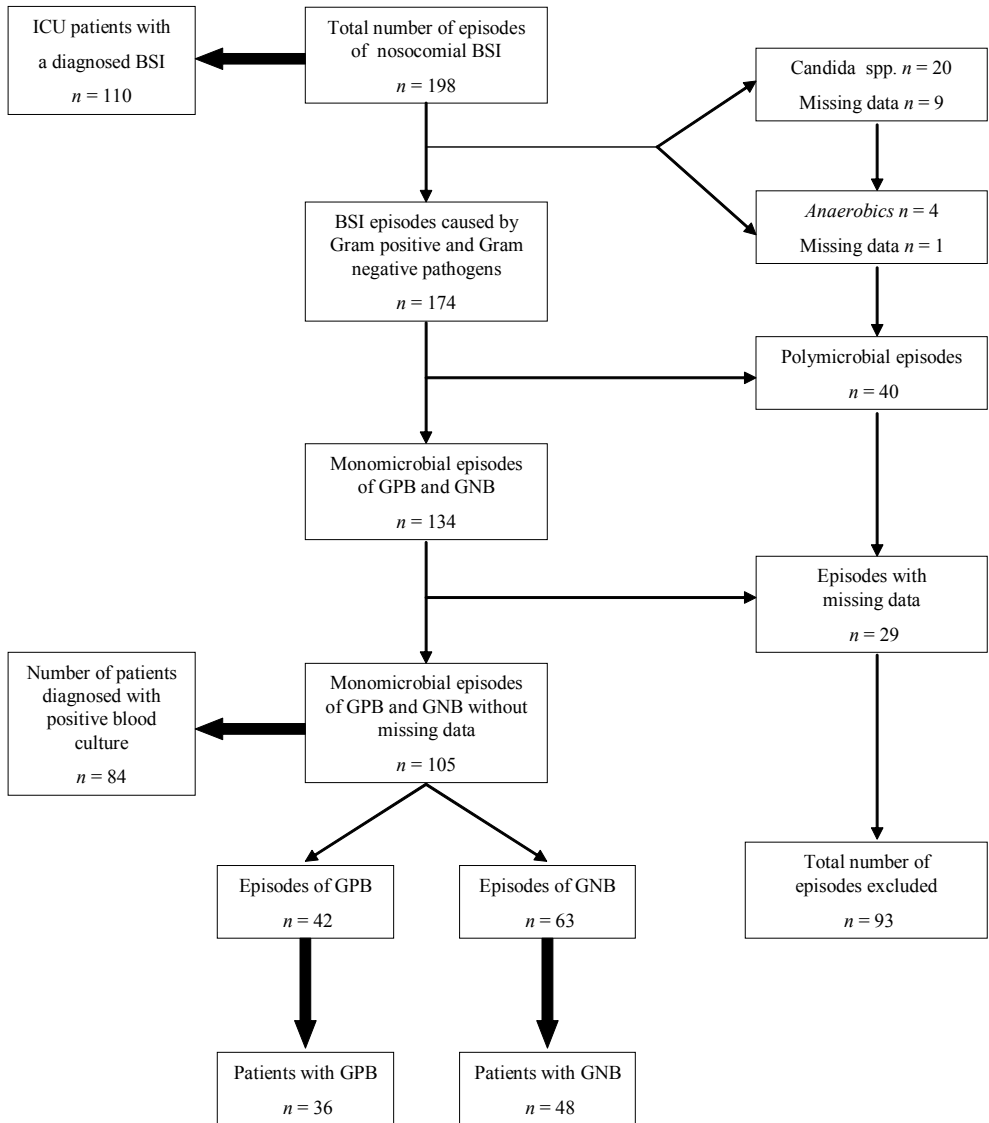 ICU patients with
a diagnosed BSI
n = 110
Total number of episodes
of nosocomial BSI
n = 198
Candida spp. n = 20
Missing data n = 9
Anaerobics n = 4
Missing data n = 1
BSI episodes caused by
Gram positive and Gram
negative pathogens
n = 174
Polymicrobial episodes
n = 40
Monomicrobial episodes
of GPB and GNB
n = 134
Episodes with
missing data
n = 29
Number of patients
diagnosed with
positive blood
culture
n = 84
Monomicrobial episodes
of GPB and GNB without
missing data
n = 105
Episodes of GPB
n = 42
Episodes of GNB
n = 63
Total number of
episodes excluded
n = 93
Patients with GPB
n = 36
Patients with GNB
n = 48